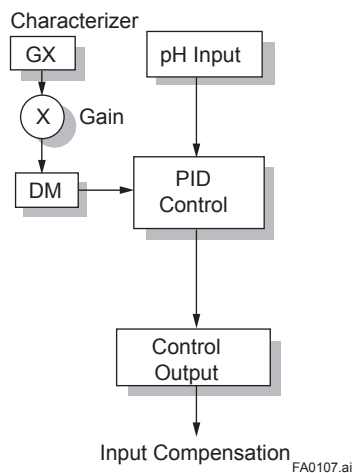 Characterizer
GX
pH Input
X
Gain
DM
PID
Control
Control
Output
Input Compensation
FA0107.ai